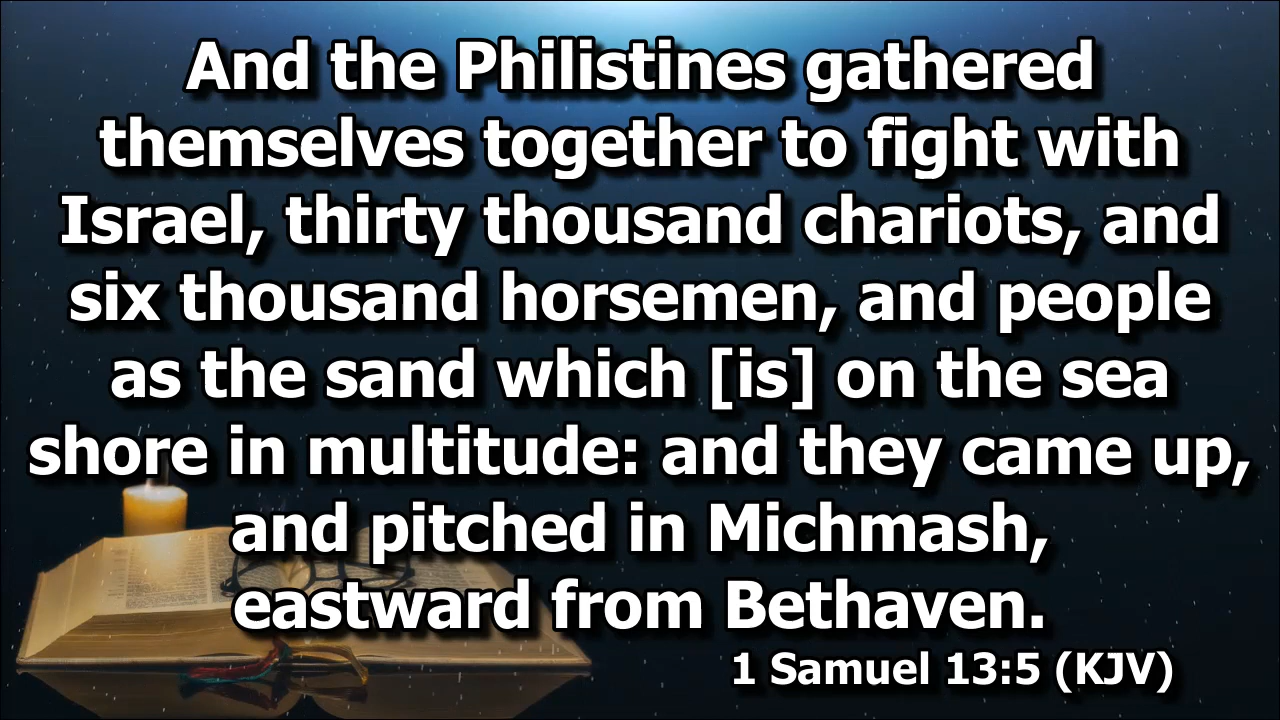 And the Philistines gathered
themselves together to fight with
Israel, thirty thousand chariots, and
six thousand horsemen, and people
as the sand which [is] on the sea
shore in multitude: and they came up,
and pitched in Michmash,
eastward from Bethaven.
1 Samuel 13:5 (KJV)